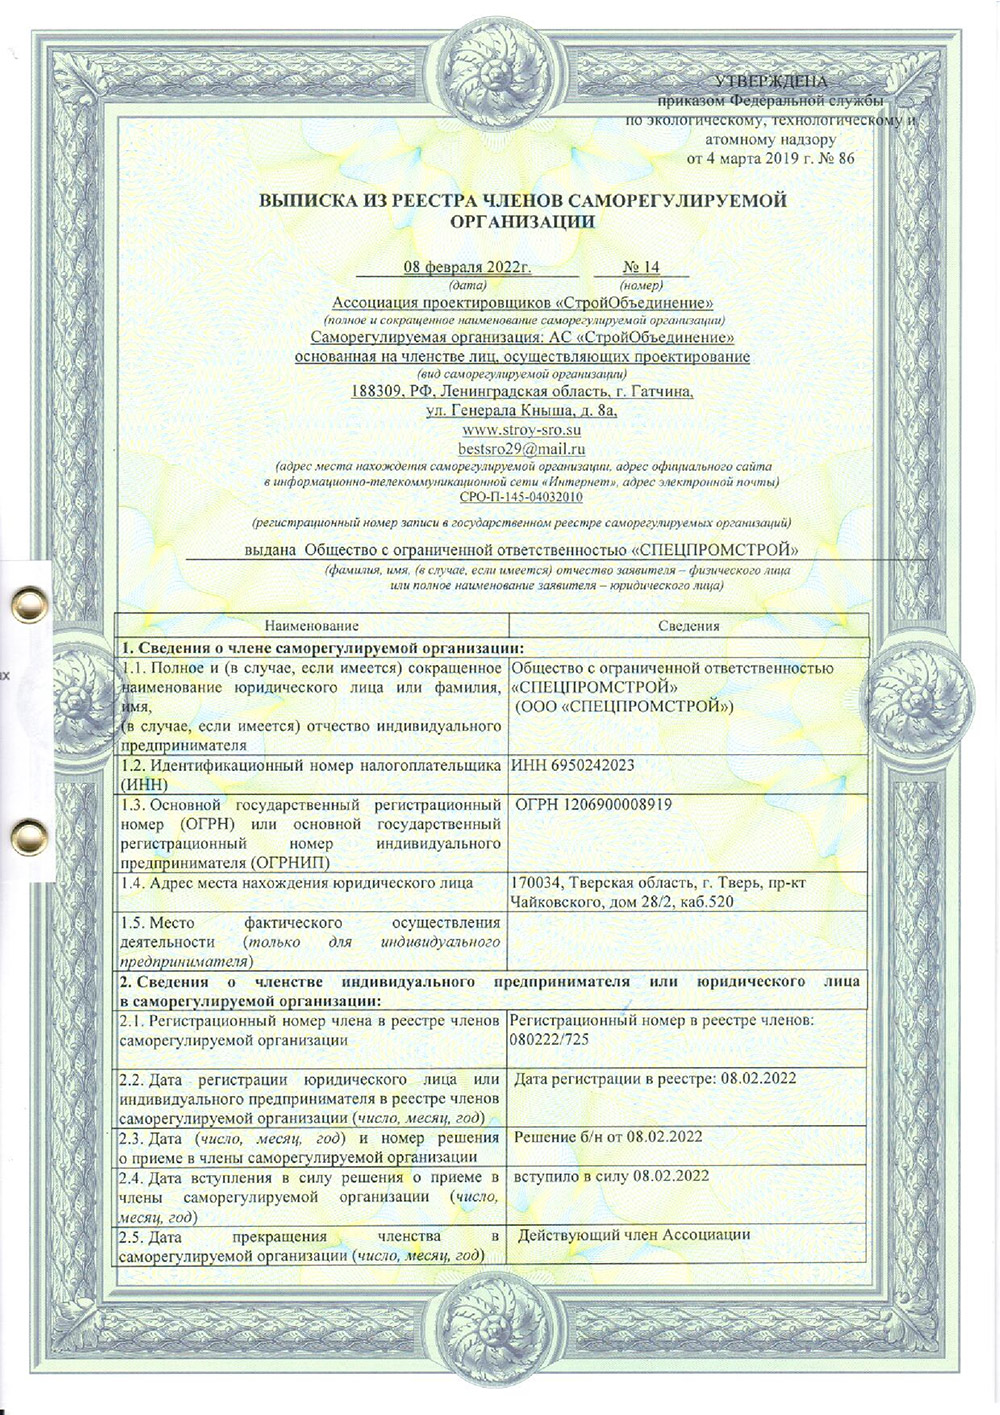 УТВЕРЖДЕНА
приказом Федеральной службы
по экологическому, технологическому и
атомному надзору
от 4 марта 2019 г. № 86
ВЫПИСКА ИЗ РЕЕСТРА ЧЛЕНОВ САМОРЕГУЛИРУЕМОЙ
ОРГАНИЗАЦИИ
08 февраля 2022г. № 14
(дата) (номер)
Ассоциация проектировщиков «СтройОбъединение»
(полное и сокращенное наименование саморегулируемой организации)
Саморегулируемая организация: АС «СтройОбъединение»
основанная на членстве лиц, осуществляющих проектирование
(вид саморегулируемой организации)
188309, РФ, Ленинградская область, г. Гатчина,
ул. Генерала Кныша, д. 8а,
www.stroy-sro.su
bestsro29@mail.ru
(адрес места нахождения саморегулируемой организации, адрес официального сайта
в информационно-телекоммуникационной сети «Интернет», адрес электронной почты)
СРО-П-145-04032010
(регистрационный номер записи в государственном реестре саморегулируемых организаций)
выдана Общество с ограниченной ответственностью «СПЕЦПРОМСТРОЙ»
(фамилия, имя, (в случае, если имеется) отчество заявителя – физического лица
или полное наименование заявителя – юридического лица)
Наименование Сведения
1. Сведения о члене саморегулируемой организации:
1.1. Полное и (в случае, если имеется) сокращенное
наименование юридического лица или фамилия,
имя,
(в случае, если имеется) отчество индивидуального
предпринимателя
Общество с ограниченной ответственностью
«СПЕЦПРОМСТРОЙ»
(ООО «СПЕЦПРОМСТРОЙ»)
1.2. Идентификационный номер налогоплательщика
(ИНН)
ИНН 6950242023
1.3. Основной государственный регистрационный
номер (ОГРН) или основной государственный
регистрационный номер индивидуального
предпринимателя (ОГРНИП)
ОГРН 1206900008919
1.4. Адрес места нахождения юридического лица
170034, Тверская область, г. Тверь, пр-кт
Чайковского, дом 28/2, каб.520
1.5. Место фактического осуществления
деятельности (только для индивидуального
предпринимателя)
2. Сведения о членстве индивидуального предпринимателя или юридического лица
в саморегулируемой организации:
2.1. Регистрационный номер члена в реестре членов
саморегулируемой организации
Регистрационный номер в реестре членов:
080222/725
2.2. Дата регистрации юридического лица или
индивидуального предпринимателя в реестре членов
саморегулируемой организации (число, месяц, год)
Дата регистрации в реестре: 08.02.2022
2.3. Дата (число, месяц, год) и номер решения
о приеме в члены саморегулируемой организации
Решение б/н от 08.02.2022
2.4. Дата вступления в силу решения о приеме в
члены саморегулируемой организации (число,
месяц, год)
вступило в силу 08.02.2022
2.5. Дата прекращения членства в
саморегулируемой организации (число, месяц, год)
Действующий член Ассоциации
их